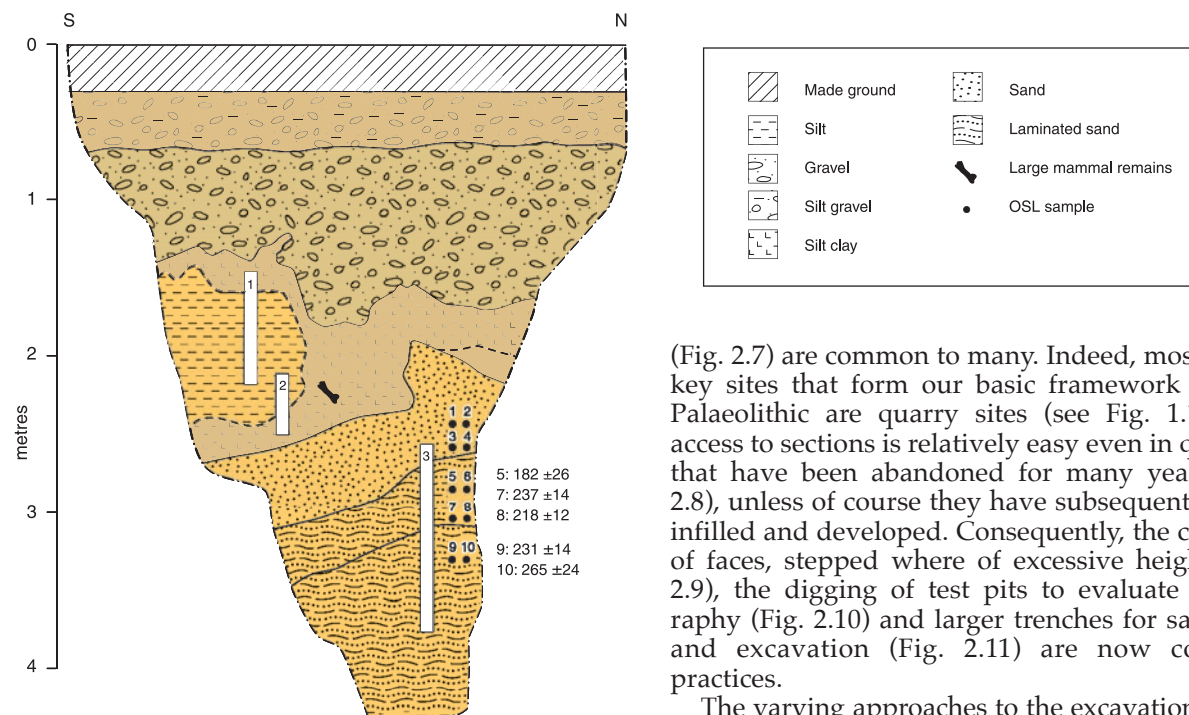 S
N
0
1
2
3
4
metres
1
2
3
1 2
3 4
5 6
7 8
9 10
5: 182 ±26
7: 237 ±14
8: 218 ±12
9: 231 ±14
10: 265 ±24
Made ground
Silt
Gravel
Silt gravel
Silt clay
Sand
Laminated sand
Large mammal remains
OSL sample
(Fig. 2.7) are common to many. Indeed, mos
key sites that form our basic framework
Palaeolithic are quarry sites (see Fig. 1.
access to sections is relatively easy even in q
that have been abandoned for many yea
2.8), unless of course they have subsequent
infilled and developed. Consequently, the c
of faces, stepped where of excessive heigh
2.9), the digging of test pits to evaluate
raphy (Fig. 2.10) and larger trenches for sa
and excavation (Fig. 2.11) are now co
practices.
The varying approaches to the excavation